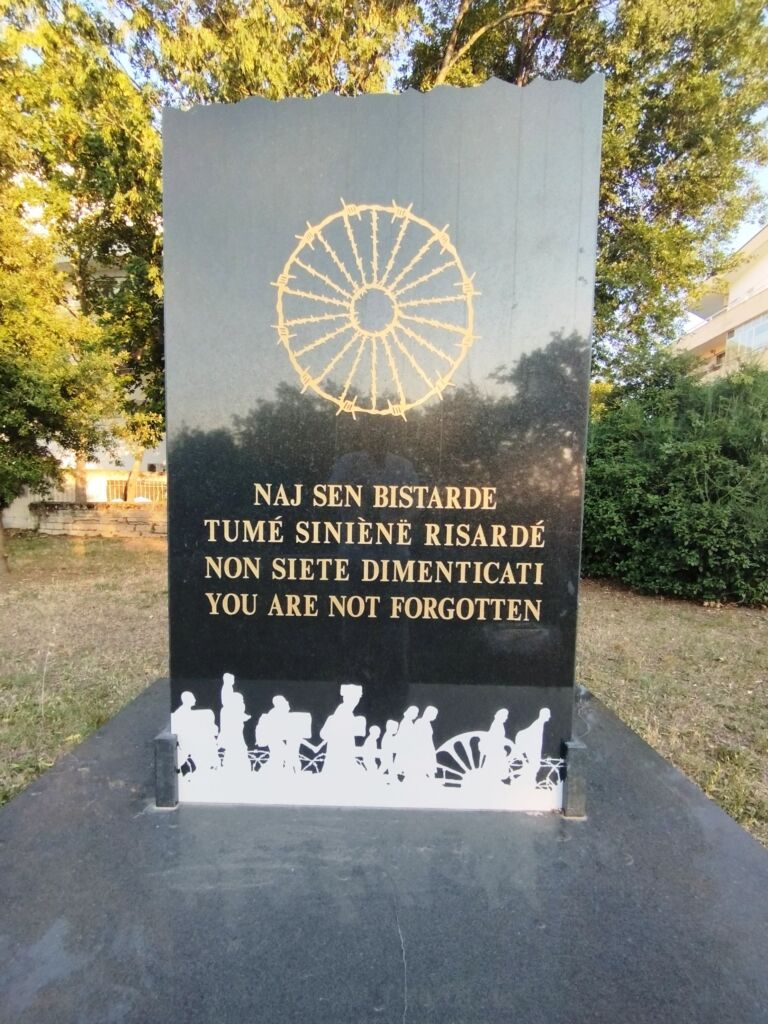 NAJ SEN BISTARDE
TUMÉ SINIÈNË RISARDÉ
NON SIETE DIMENTICATI
YOU ARE NOT FORGOTTEN